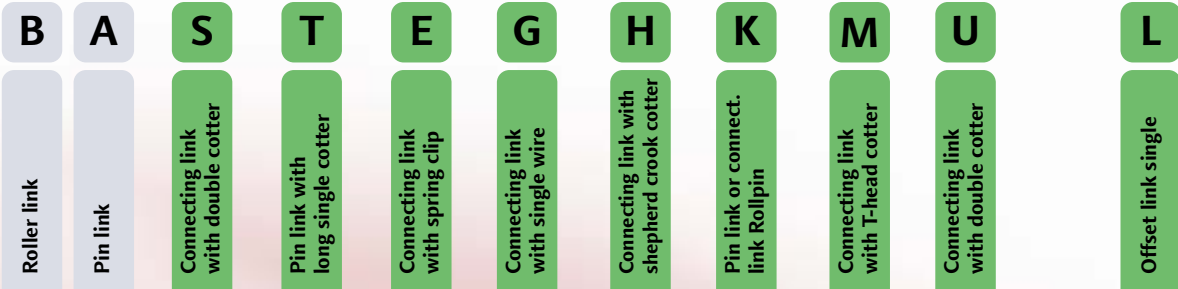 B A S T E G H K M U L
Roller link
Pin link
Connecting link
with double cotter
Pin link with
long single cotter
Connecting link
with spring clip
Connecting link
with single wire
Connecting link with
shepherd crook cotter
Pin link or connect.
link Rollpin
Connecting link
with T-head cotter
Connecting link
with double cotter
Offset link single